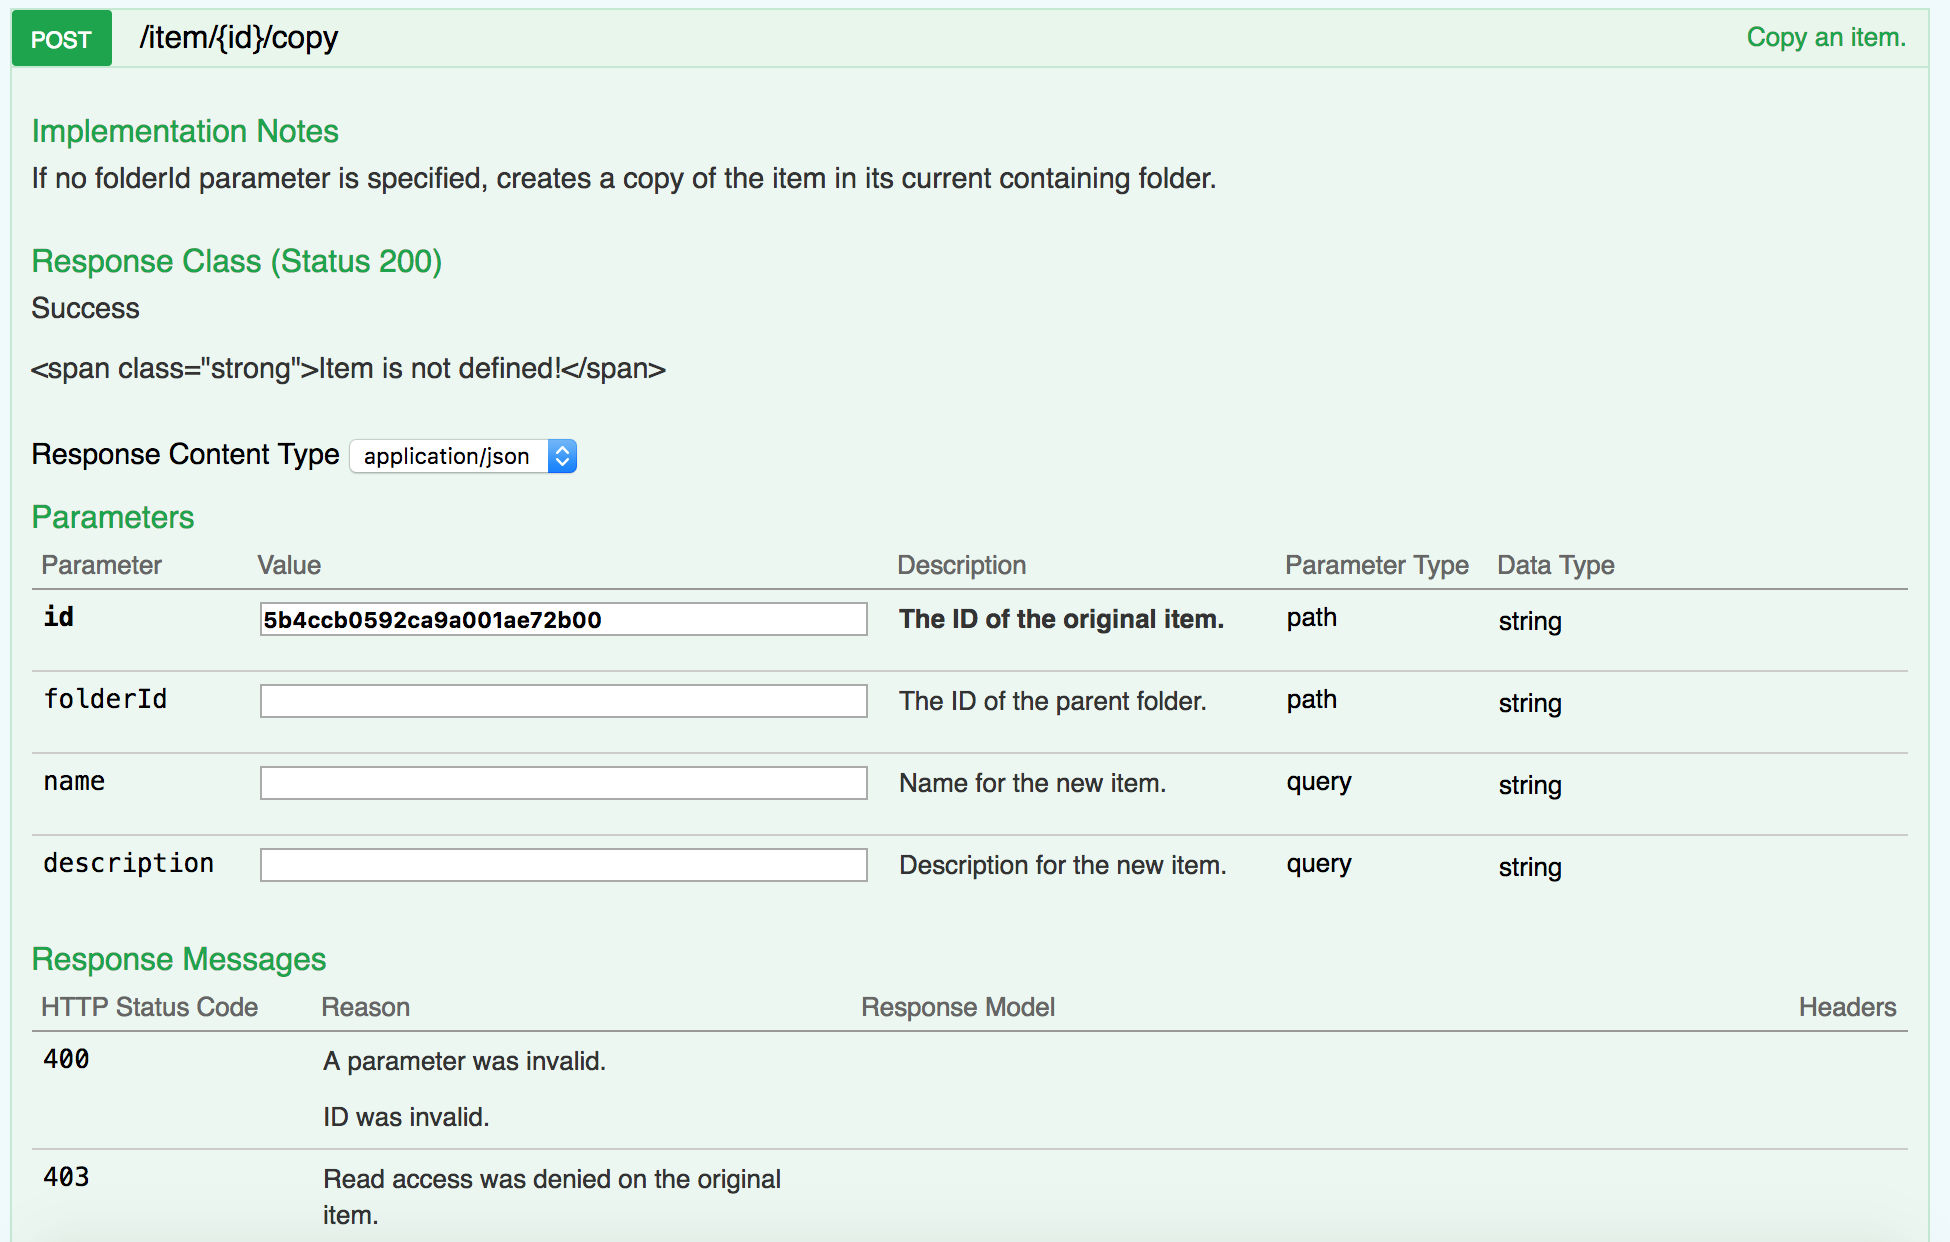 POST /item/{id}/copy Copy an item.
Implementation Notes
If no folderId parameter is specified, creates a copy of the item in its current containing folder.
Response Class (Status 200)
Success
<span class="strong">Item is not defined!</span>
Response Content Type application/json
Parameters
Parameter Value Description Parameter Type Data Type
id 5b4ccb0592ca9a001ae72b00 The ID of the original item. path string
folderId The ID of the parent folder. path string
name Name for the new item. query string
description Description for the new item. query string
Response Messages
HTTP Status Code Reason Response Model Headers
400 A parameter was invalid.
ID was invalid.
403 Read access was denied on the original
item.